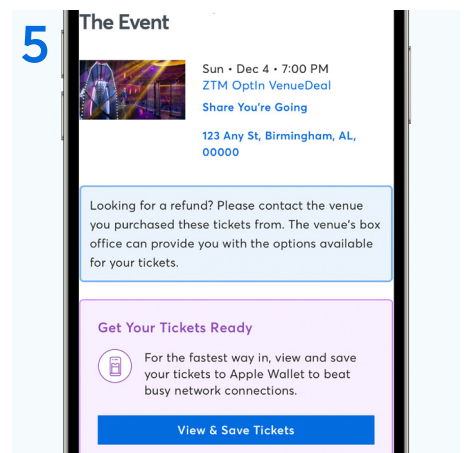 5
The Event
Sun • Dec 4 • 7:00 PM
ZTM OptIn VenueDeal
Share You're Going
123 Any St, Birmingham, AL,
00000
Looking for a refund? Please contact the venue
you purchased these tickets from. The venue's box
office can provide you with the options available
for your tickets.
Get Your Tickets Ready
For the fastest way in, view and save
your tickets to Apple Wallet to beat
busy network connections.
View & Save Tickets